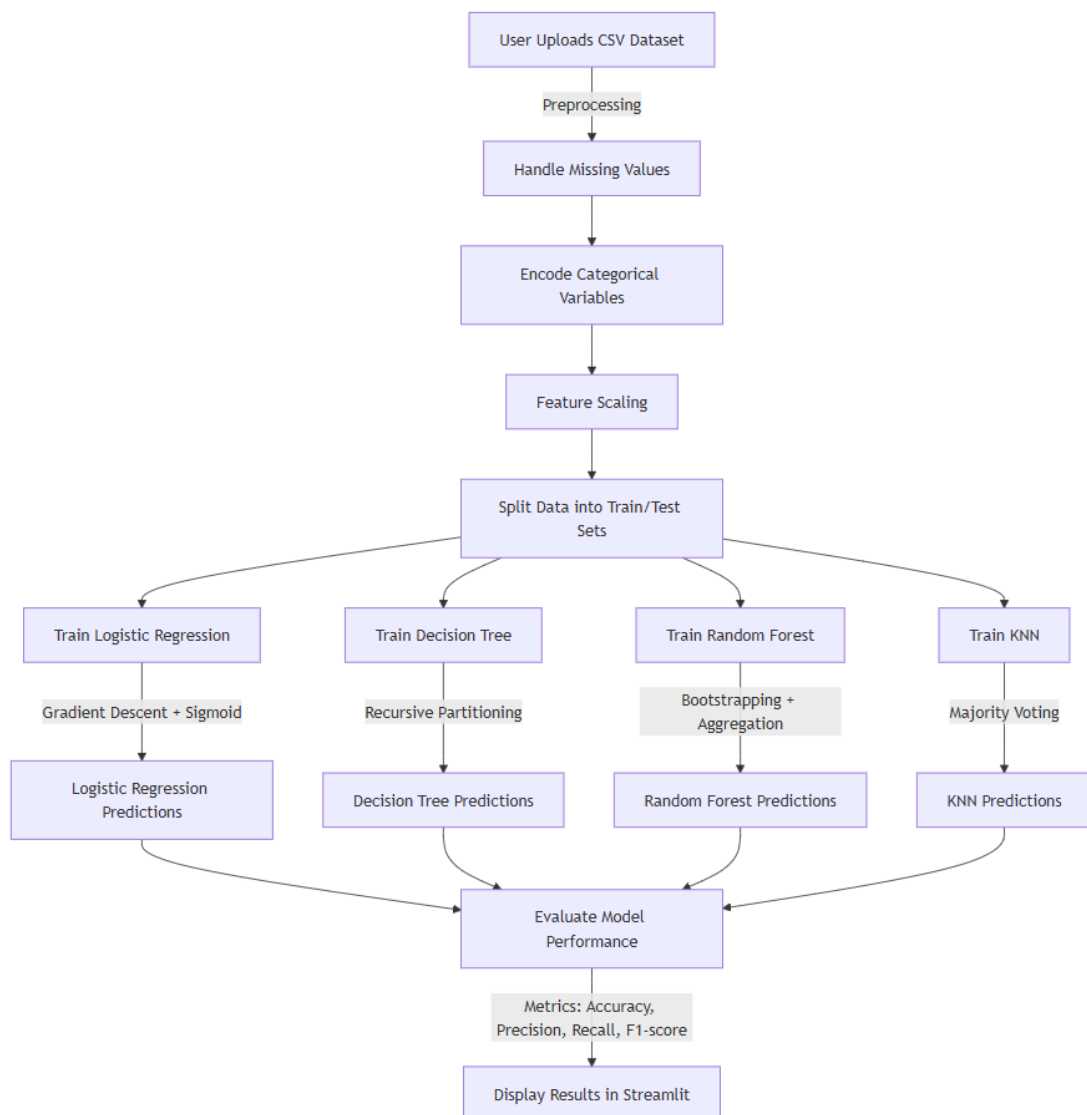 User Uploads CSV Dataset
Preprocessing
Handle Missing Values
Encode Categorical
Variables
Feature Scaling
Split Data into Train/Test
Sets
Train Logistic Regression
Train Decision Tree
Train Random Forest
Train KNN
Gradient Descent + Sigmoid
Recursive Partitioning
Bootstrapping +
Aggregation
Majority Voting
Logistic Regression
Predictions
Decision Tree Predictions
Random Forest Predictions
KNN Predictions
Evaluate Model
Performance
Metrics: Accuracy,
Precision, Recall, F1-score
Display Results in Streamlit